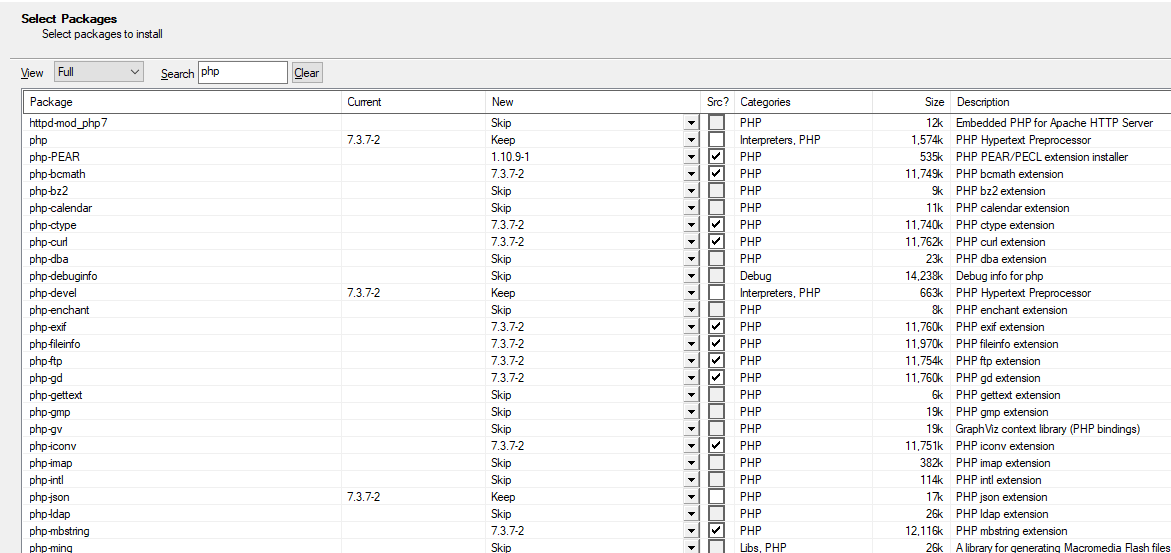 Select Packages
Select packages to install
View Full Search php Clear
Package Current New Src? Categories Size Description
httpd-mod_php7 Skip PHP 12k Embedded PHP for Apache HTTP Server
php 7.3.7-2 Keep Interpreters, PHP 1,574k PHP Hypertext Preprocessor
php-PEAR 1.10.9-1 PHP 535k PHP PEAR/PECL extension installer
php-bcmath 7.3.7-2 PHP 11,749k PHP bcmath extension
php-bz2 Skip PHP 9k PHP bz2 extension
php-calendar Skip PHP 11k PHP calendar extension
php-ctype 7.3.7-2 PHP 11,740k PHP ctype extension
php-curl 7.3.7-2 PHP 11,762k PHP curl extension
php-dba Skip PHP 23k PHP dba extension
php-debuginfo Skip Debug 14,238k Debug info for php
php-devel 7.3.7-2 Keep Interpreters, PHP 663k PHP Hypertext Preprocessor
php-enchant Skip PHP 8k PHP enchant extension
php-exif 7.3.7-2 PHP 11,760k PHP exif extension
php-fileinfo 7.3.7-2 PHP 11,970k PHP fileinfo extension
php-ftp 7.3.7-2 PHP 11,754k PHP ftp extension
php-gd 7.3.7-2 PHP 11,760k PHP gd extension
php-gettext Skip PHP 6k PHP gettext extension
php-gmp Skip PHP 19k PHP gmp extension
php-gv Skip PHP 19k GraphViz context library (PHP bindings)
php-iconv 7.3.7-2 PHP 11,751k PHP iconv extension
php-imap Skip PHP 382k PHP imap extension
php-intl Skip PHP 114k PHP intl extension
php-json 7.3.7-2 Keep PHP 17k PHP json extension
php-ldap Skip PHP 26k PHP ldap extension
php-mbstring 7.3.7-2 PHP 12,116k PHP mbstring extension
php-ming Skip Libs, PHP 26k A library for generating Macromedia Flash files